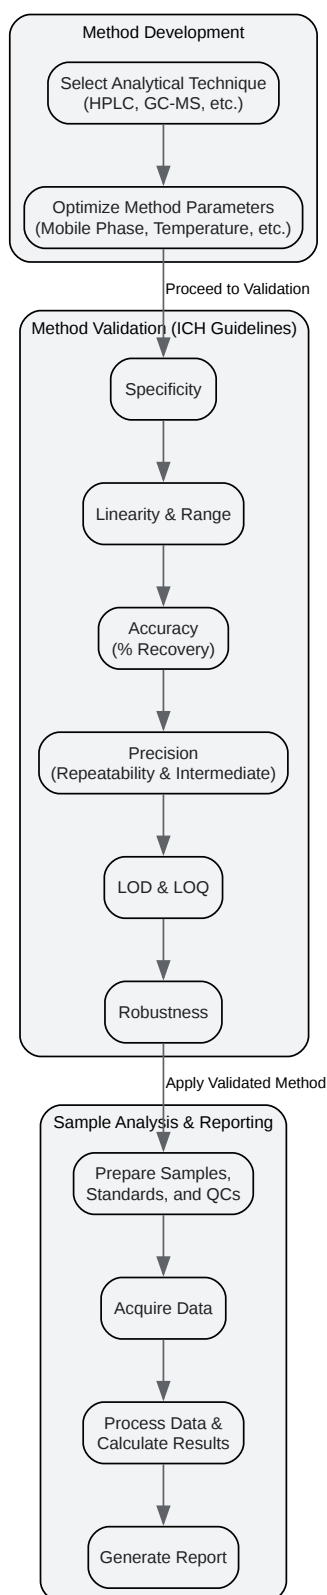 Method Development
Select Analytical Technique
(HPLC, GC-MS, etc.)
Optimize Method Parameters
(Mobile Phase, Temperature, etc.)
Proceed to Validation
Method Validation (ICH Guidelines)
Specificity
Linearity & Range
Accuracy
(% Recovery)
Precision
(Repeatability & Intermediate)
LOD & LOQ
Robustness
Apply Validated Method
Sample Analysis & Reporting
Prepare Samples,
Standards, and QCs
Acquire Data
Process Data &
Calculate Results
Generate Report